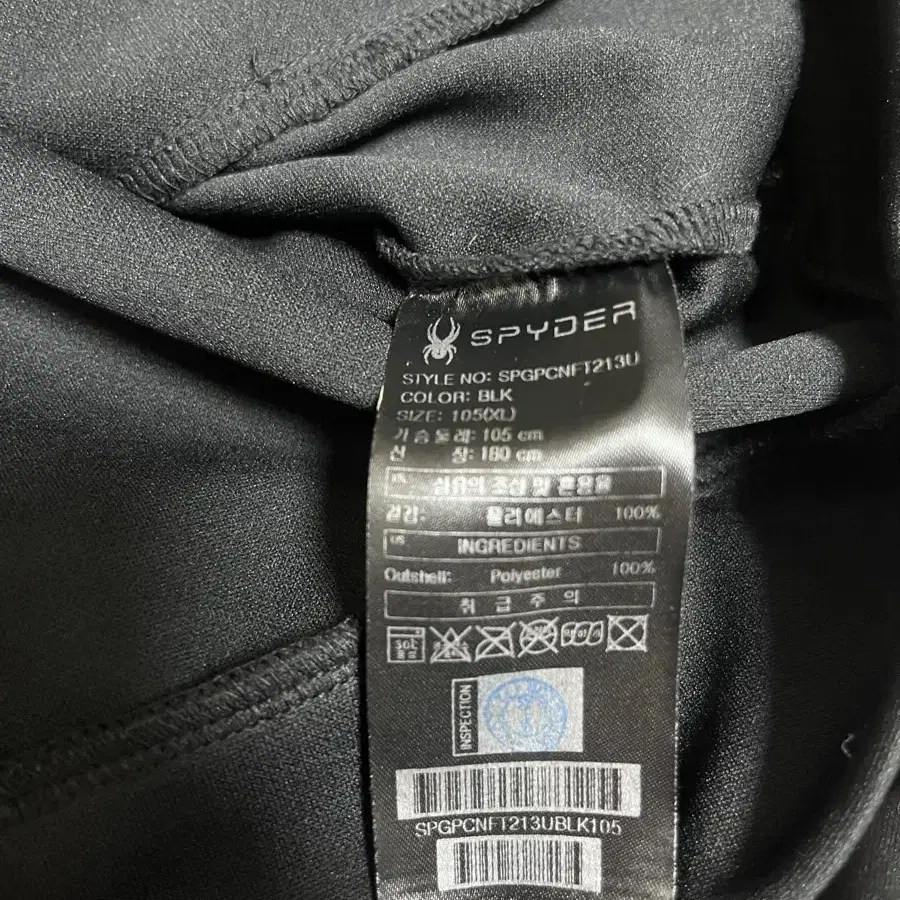 SPYDER
STYLE NO: SPGPCNFT213U
COLOR: BLK
SIZE: 105(XL)
가슴둘레: 105 cm
신 장: 180 cm
섬유의 조성 및 혼용율
겉감: 폴리에스터 100%
US INGREDIENTS
Outshell: Polyester 100%
취 급 주 의
INSPECTION
SPGPCNFT213UBLK105